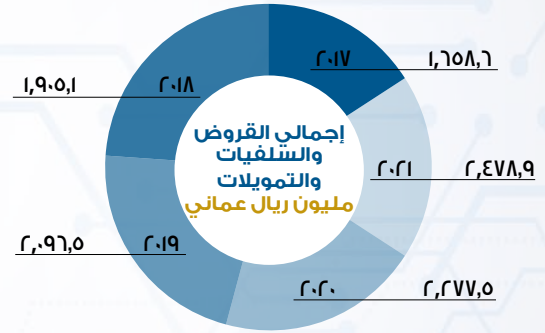 ٢٠١٧ ١,٦٥٨,٦
٢٠١٨ ١,٩٠٥,١
إجمالي القروض
والسلفيات
والتمويلات
مليون ريال عماني
٢٠٢١ ٢,٤٧٨,٩
٢٠١٩ ٢,٠٩٦,٥
٢٠٢٠ ٢,٢٧٧,٥